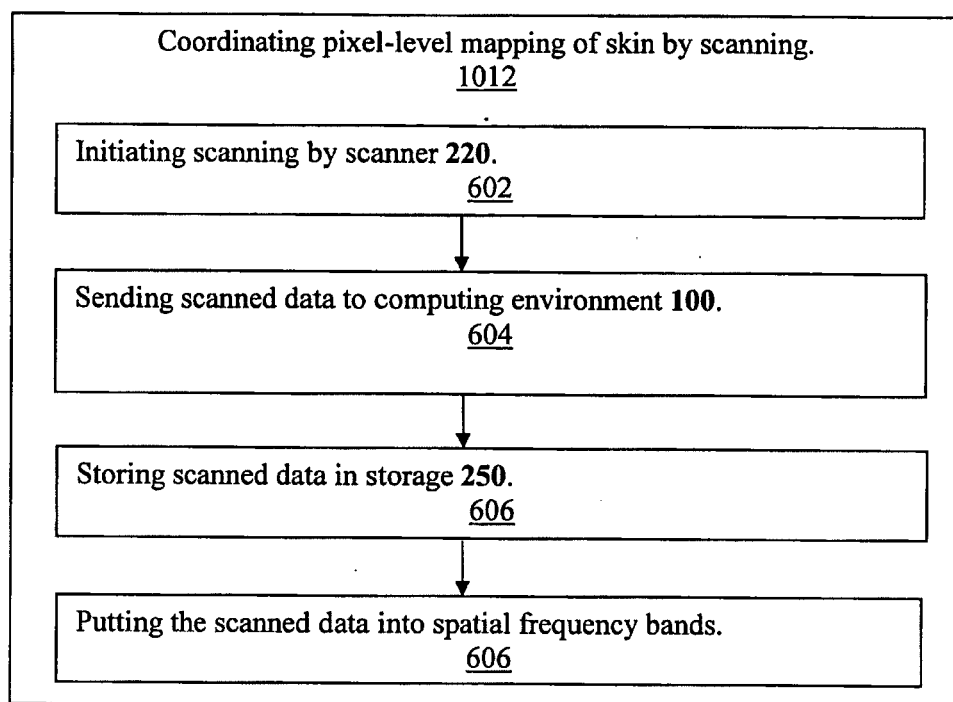 Coordinating pixel-level mapping of skin by scanning.
1012
Initiating scanning by scanner 220.
602
Sending scanned data to computing environment 100.
604
Storing scanned data in storage 250.
606
Putting the scanned data into spatial frequency bands.
606